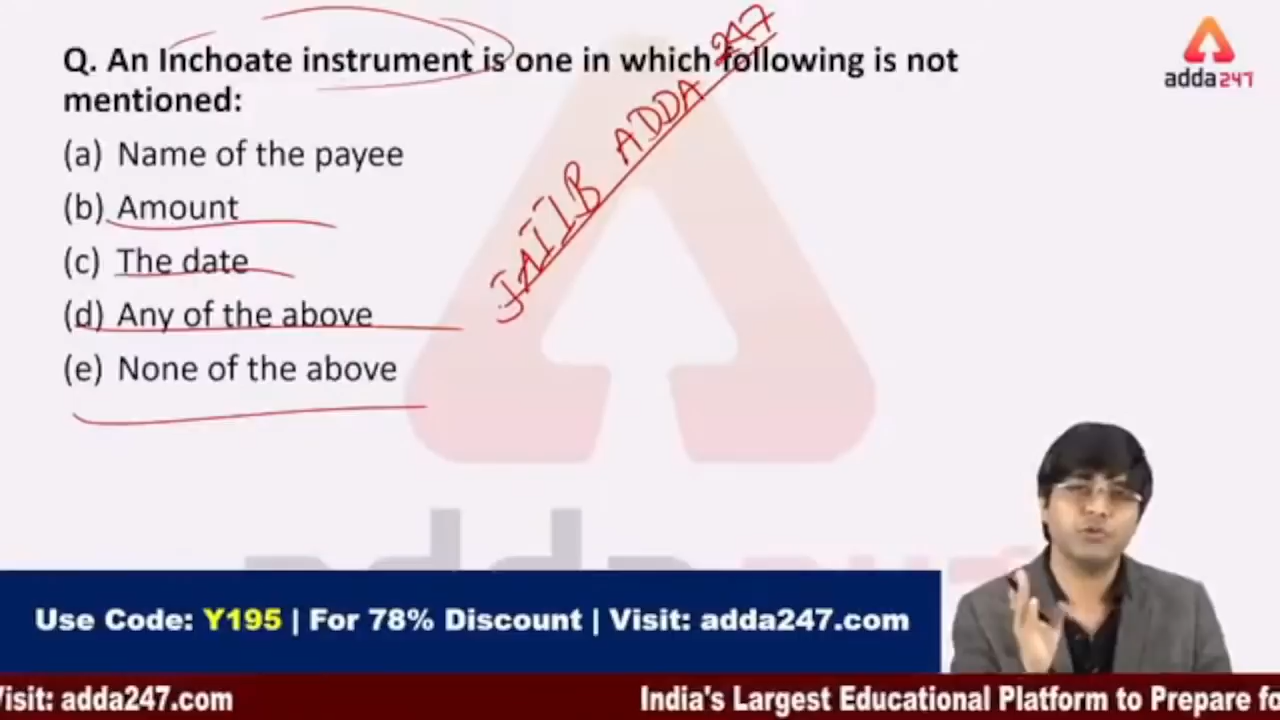 Q. An Inchoate instrument is one in which following is not
mentioned:
(a) Name of the payee
(b) Amount
(c) The date
(d) Any of the above
(e) None of the above
JAIIB ADDA 247
adda247
adda247
Use Code: Y195 | For 78% Discount | Visit: adda247.com
Visit: adda247.com
India's Largest Educational Platform to Prepare fo